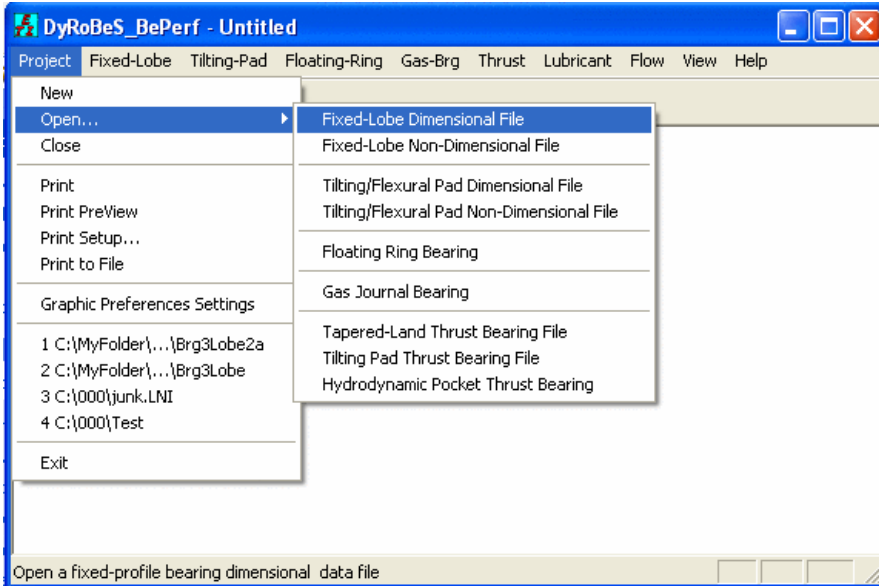 DyRoBeS_BePerf - Untitled
Project Fixed-Lobe Tilting-Pad Floating-Ring Gas-Brg Thrust Lubricant Flow View Help
New
Open...
Close
Print
Print PreView
Print Setup...
Print to File
Graphic Preferences Settings
1 C:\MyFolder\...\Brg3Lobe2a
2 C:\MyFolder\...\Brg3Lobe
3 C:\000\junk.LNI
4 C:\000\Test
Exit
Fixed-Lobe Dimensional File
Fixed-Lobe Non-Dimensional File
Tilting/Flexural Pad Dimensional File
Tilting/Flexural Pad Non-Dimensional File
Floating Ring Bearing
Gas Journal Bearing
Tapered-Land Thrust Bearing File
Tilting Pad Thrust Bearing File
Hydrodynamic Pocket Thrust Bearing
Open a fixed-profile bearing dimensional data file